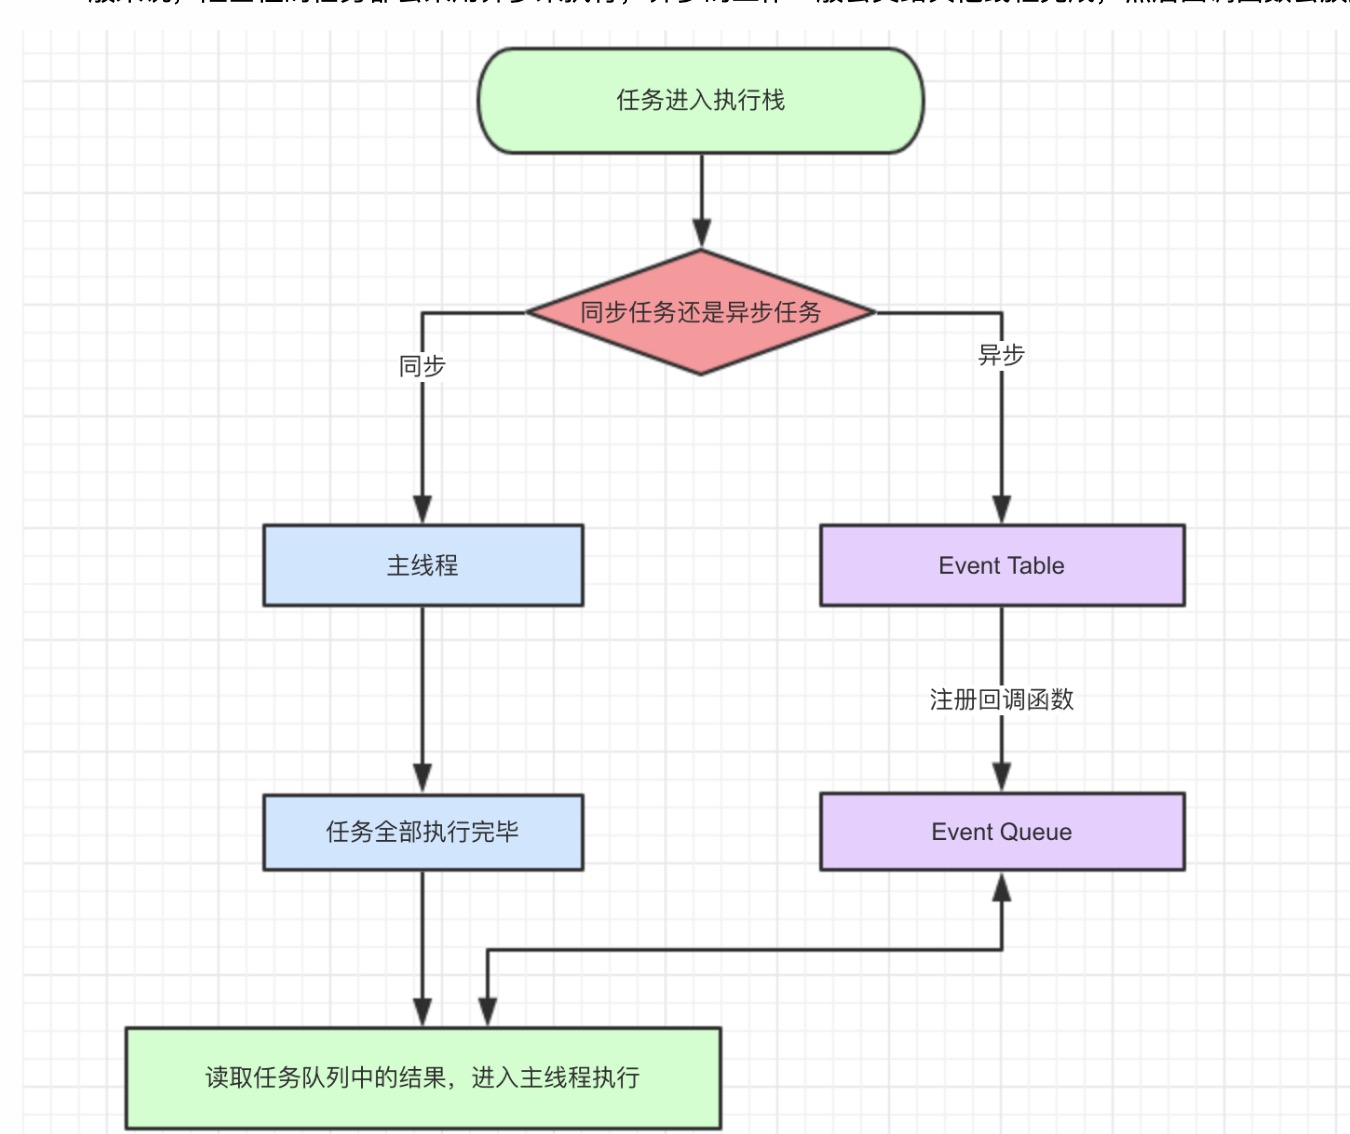 任务进入执行栈
同步任务还是异步任务
同步
异步
主线程
Event Table
注册回调函数
任务全部执行完毕
Event Queue
读取任务队列中的结果，进入主线程执行